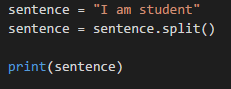 sentence = "I am student"
sentence = sentence.split()
print(sentence)